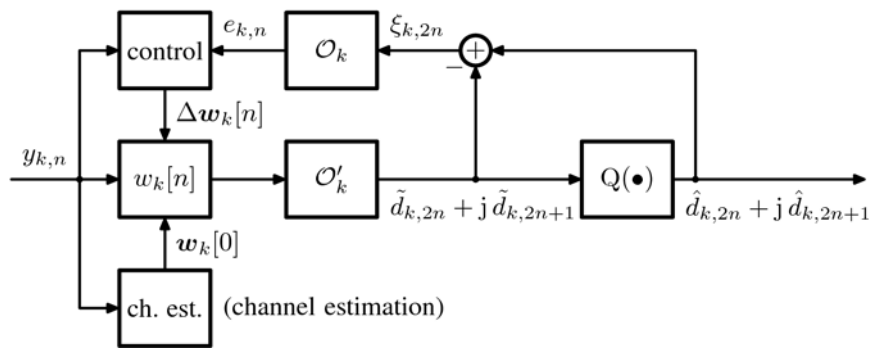 e_{k,n} ξ_{k,2n}
control 𝒪_k + −
Δ𝒘_k[n]
y_{k,n} w_k[n] 𝒪′_k Q(●)
d̃_{k,2n} + j d̃_{k,2n+1} d̂_{k,2n} + j d̂_{k,2n+1}
𝒘_k[0]
ch. est. (channel estimation)